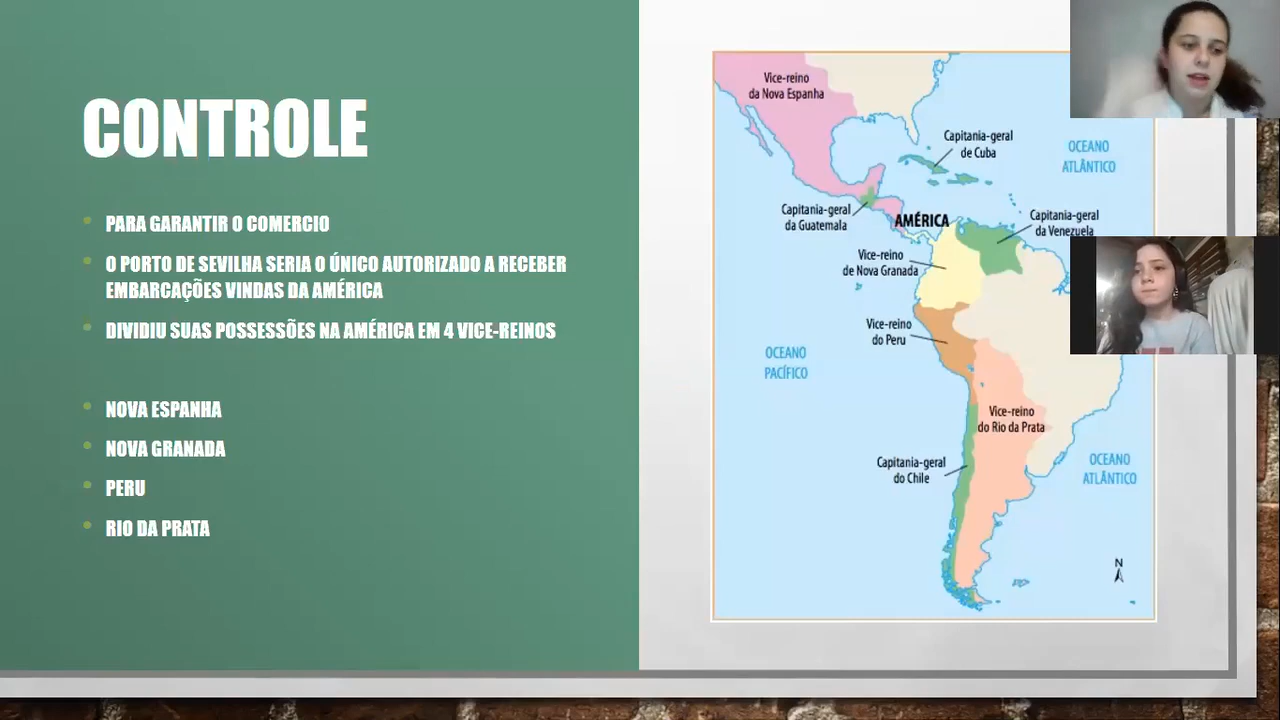 CONTROLE
PARA GARANTIR O COMERCIO
O PORTO DE SEVILHA SERIA O ÚNICO AUTORIZADO A RECEBER
EMBARCAÇÕES VINDAS DA AMÉRICA
DIVIDIU SUAS POSSESSÕES NA AMÉRICA EM 4 VICE-REINOS
NOVA ESPANHA
NOVA GRANADA
PERU
RIO DA PRATA
Vice-reino
da Nova Espanha
Capitania-geral
de Cuba
OCEANO
ATLÂNTICO
Capitania-geral
da Guatemala
AMÉRICA
Capitania-geral
da Venezuela
Vice-reino
de Nova Granada
Vice-reino
do Peru
OCEANO
PACÍFICO
Vice-reino
do Rio da Prata
Capitania-geral
do Chile
OCEANO
ATLÂNTICO
N